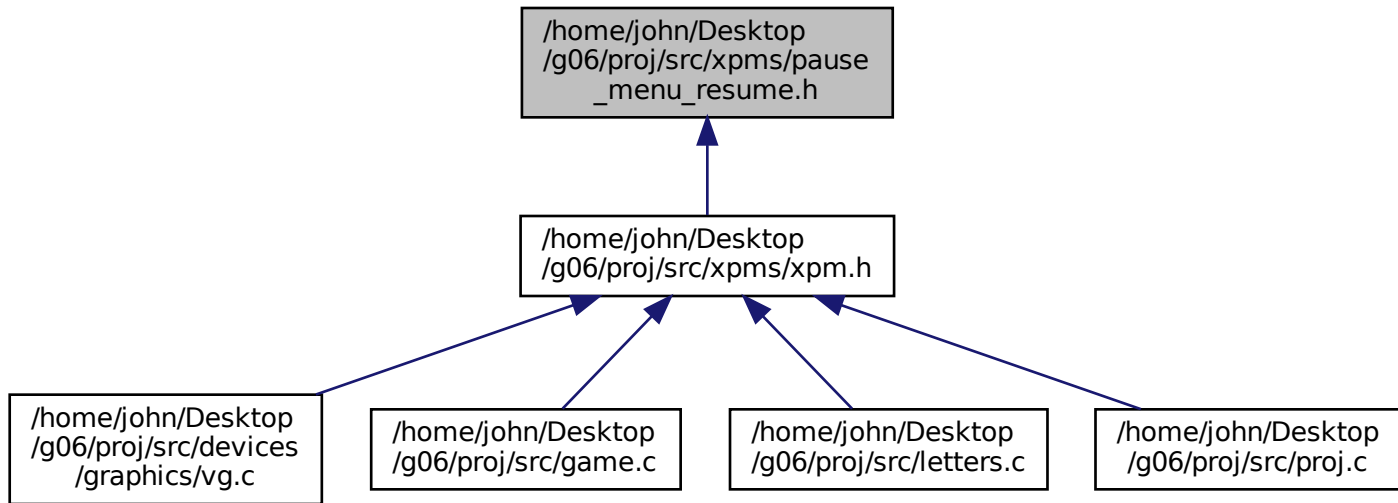 /home/john/Desktop
/g06/proj/src/xpms/pause
_menu_resume.h
/home/john/Desktop
/g06/proj/src/xpms/xpm.h
/home/john/Desktop
/g06/proj/src/devices
/graphics/vg.c
/home/john/Desktop
/g06/proj/src/game.c
/home/john/Desktop
/g06/proj/src/letters.c
/home/john/Desktop
/g06/proj/src/proj.c